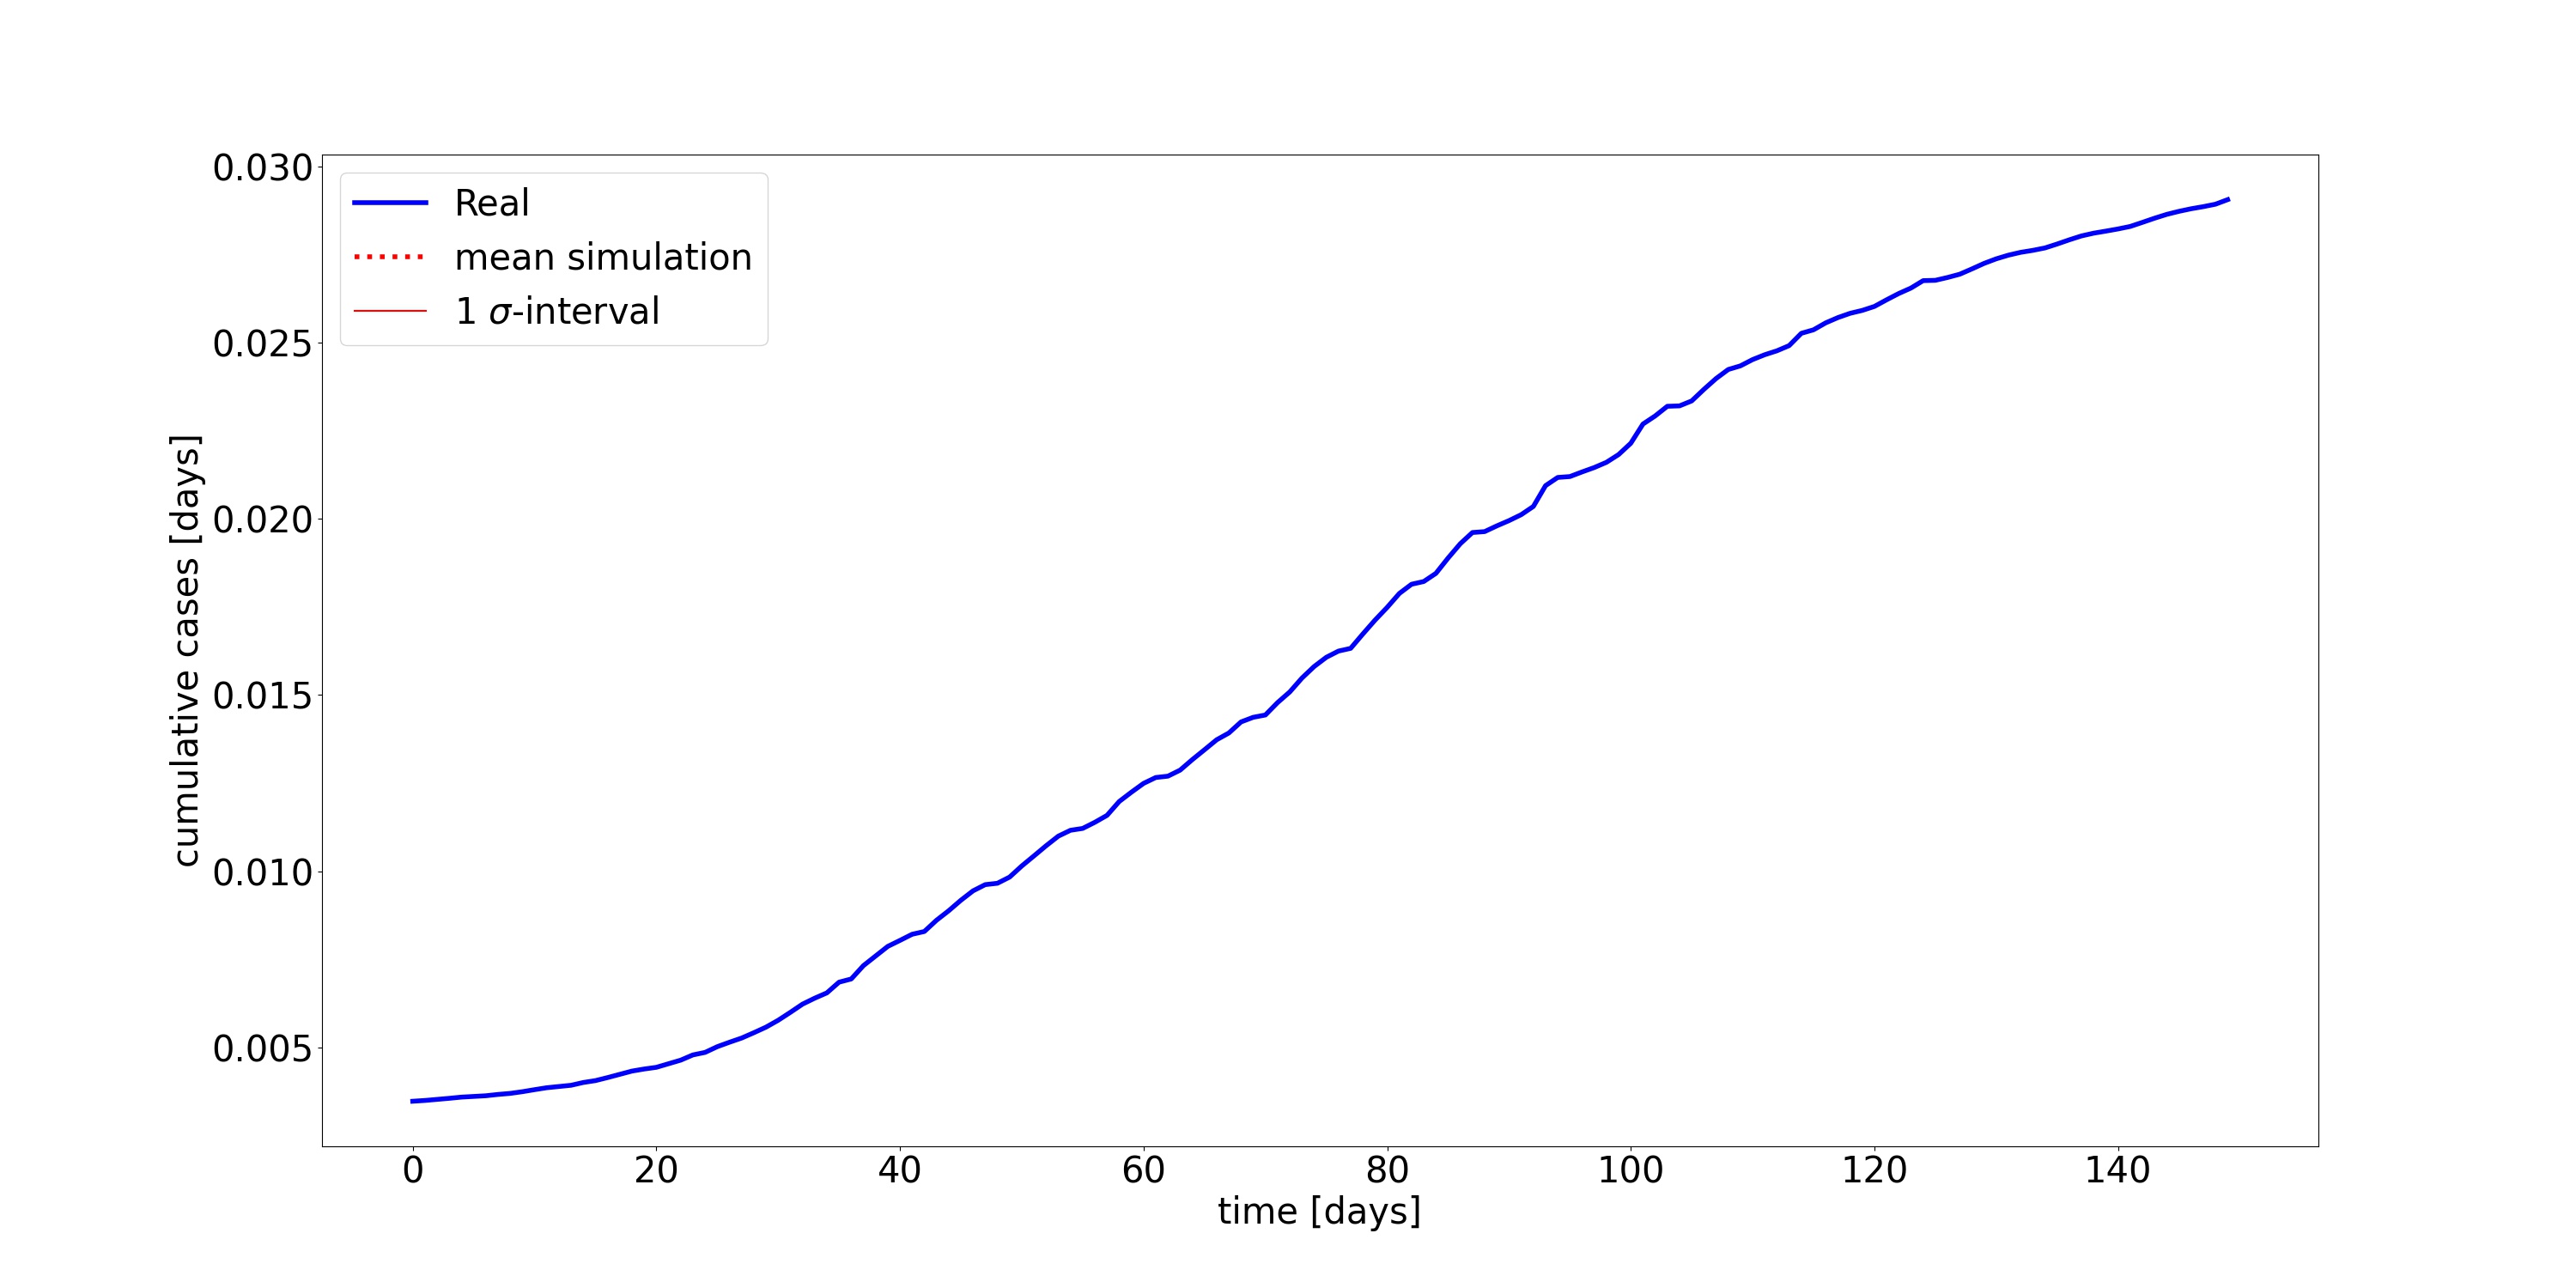 0.030
0.025
0.020
0.015
0.010
0.005
cumulative cases [days]
Real
mean simulation
1 σ-interval
0 20 40 60 80 100 120 140
time [days]